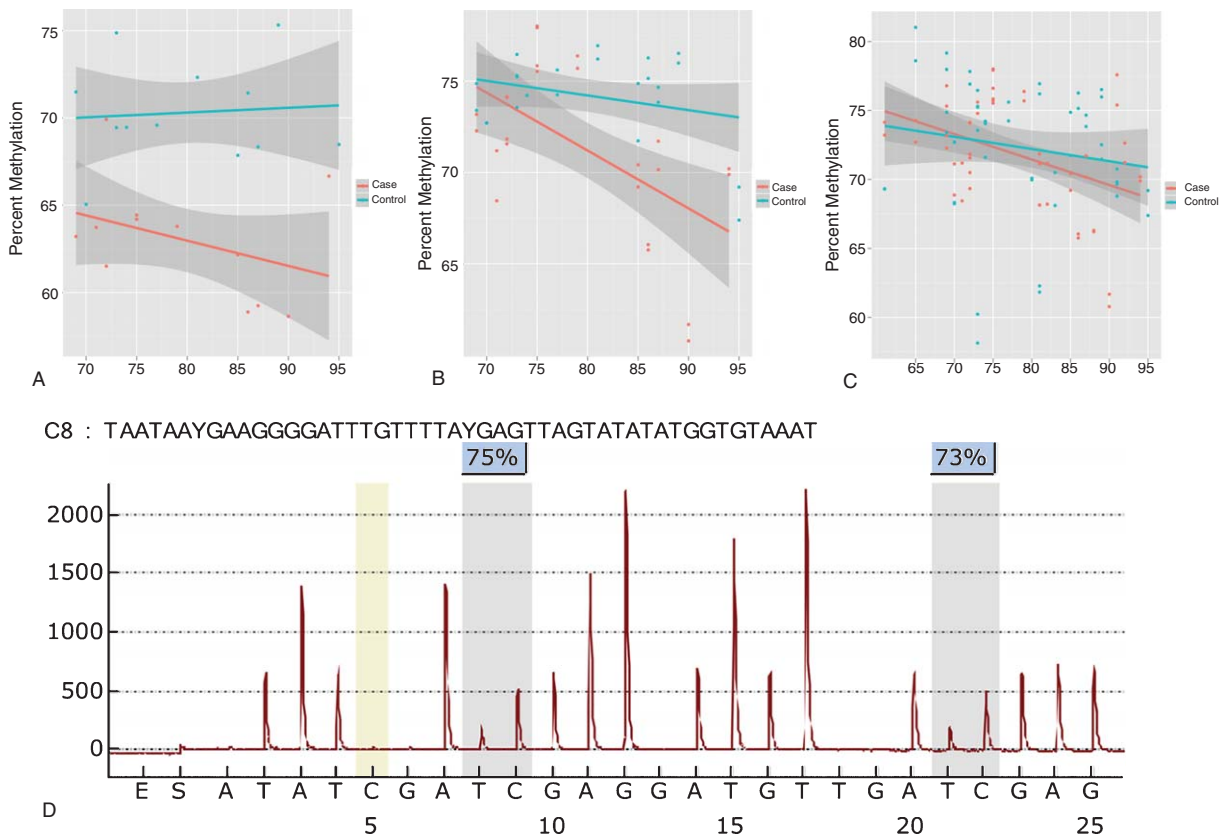 75
70
65
60
Percent Methylation
70 75 80 85 90 95
Case
Control
A
75
70
65
Percent Methylation
70 75 80 85 90 95
Case
Control
B
80
75
70
65
60
Percent Methylation
65 70 75 80 85 90 95
Case
Control
C
C8 : TAATAAYGAAGGGGATTTGTTTTAYGAGTTAGTATATATGGTGTAAAT
75% 73%
2000
1500
1000
500
0
E S A T A T C G A T C G A G G A T G T T G A T C G A G
5 10 15 20 25
D